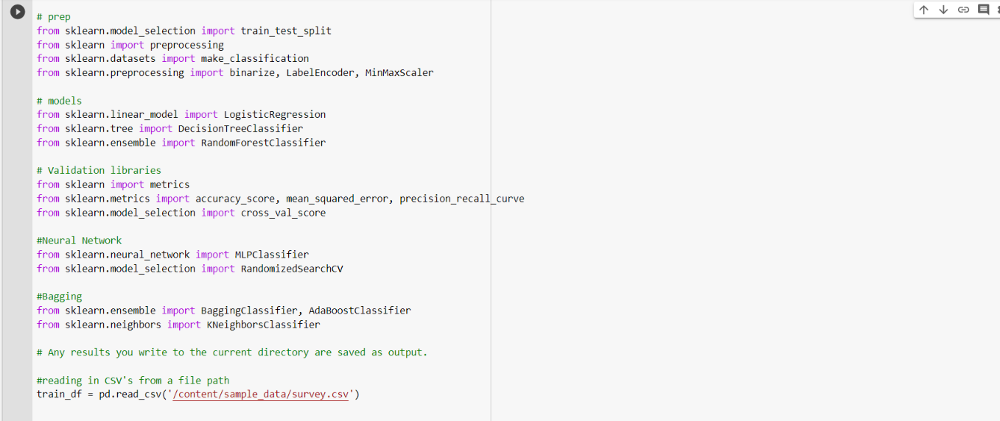 # prep
from sklearn.model_selection import train_test_split
from sklearn import preprocessing
from sklearn.datasets import make_classification
from sklearn.preprocessing import binarize, LabelEncoder, MinMaxScaler
# models
from sklearn.linear_model import LogisticRegression
from sklearn.tree import DecisionTreeClassifier
from sklearn.ensemble import RandomForestClassifier
# Validation libraries
from sklearn import metrics
from sklearn.metrics import accuracy_score, mean_squared_error, precision_recall_curve
from sklearn.model_selection import cross_val_score
#Neural Network
from sklearn.neural_network import MLPClassifier
from sklearn.model_selection import RandomizedSearchCV
#Bagging
from sklearn.ensemble import BaggingClassifier, AdaBoostClassifier
from sklearn.neighbors import KNeighborsClassifier
# Any results you write to the current directory are saved as output.
#reading in CSV's from a file path
train_df = pd.read_csv('/content/sample_data/survey.csv')